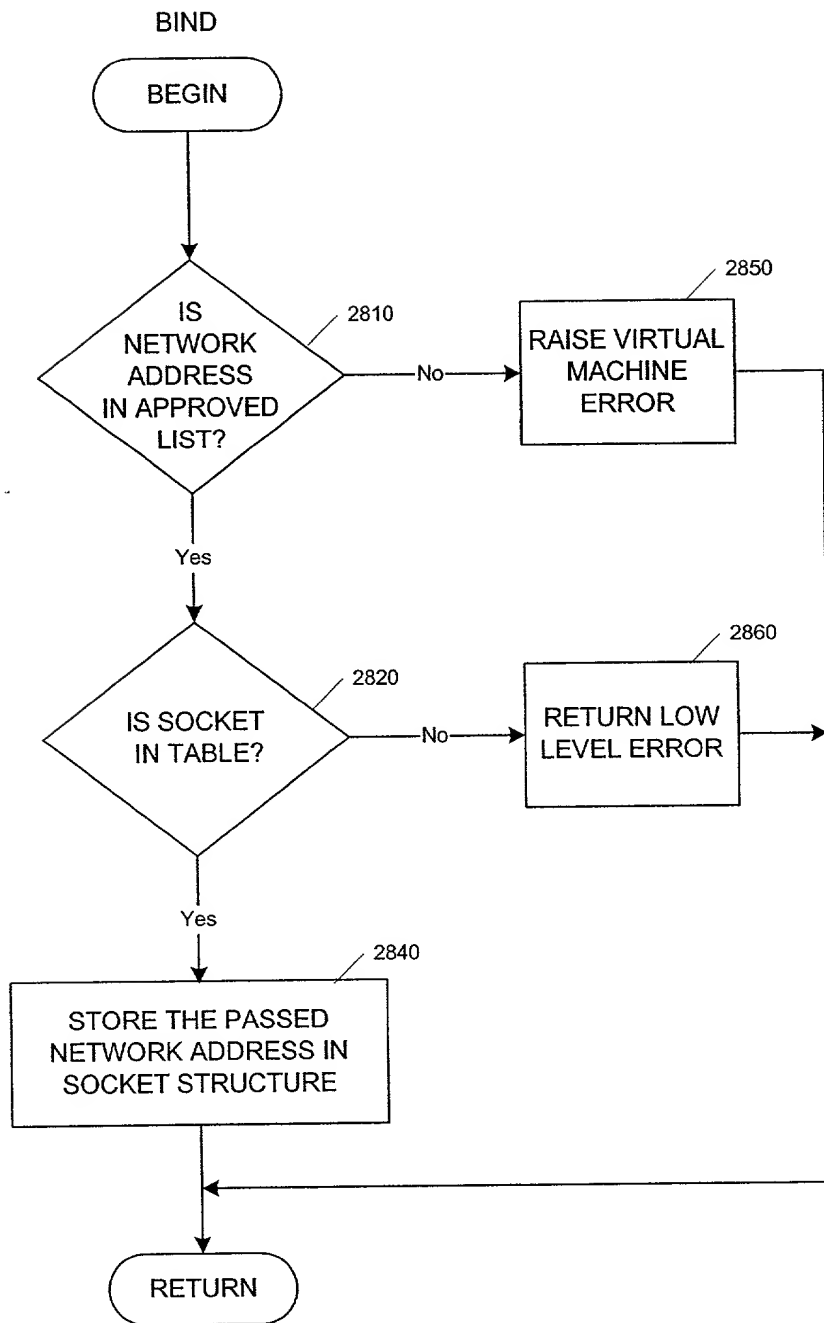 BIND
BEGIN
IS
NETWORK
ADDRESS
IN APPROVED
LIST?
2810
No
2850
RAISE VIRTUAL
MACHINE
ERROR
Yes
IS SOCKET
IN TABLE?
2820
No
2860
RETURN LOW
LEVEL ERROR
Yes
2840
STORE THE PASSED
NETWORK ADDRESS IN
SOCKET STRUCTURE
RETURN